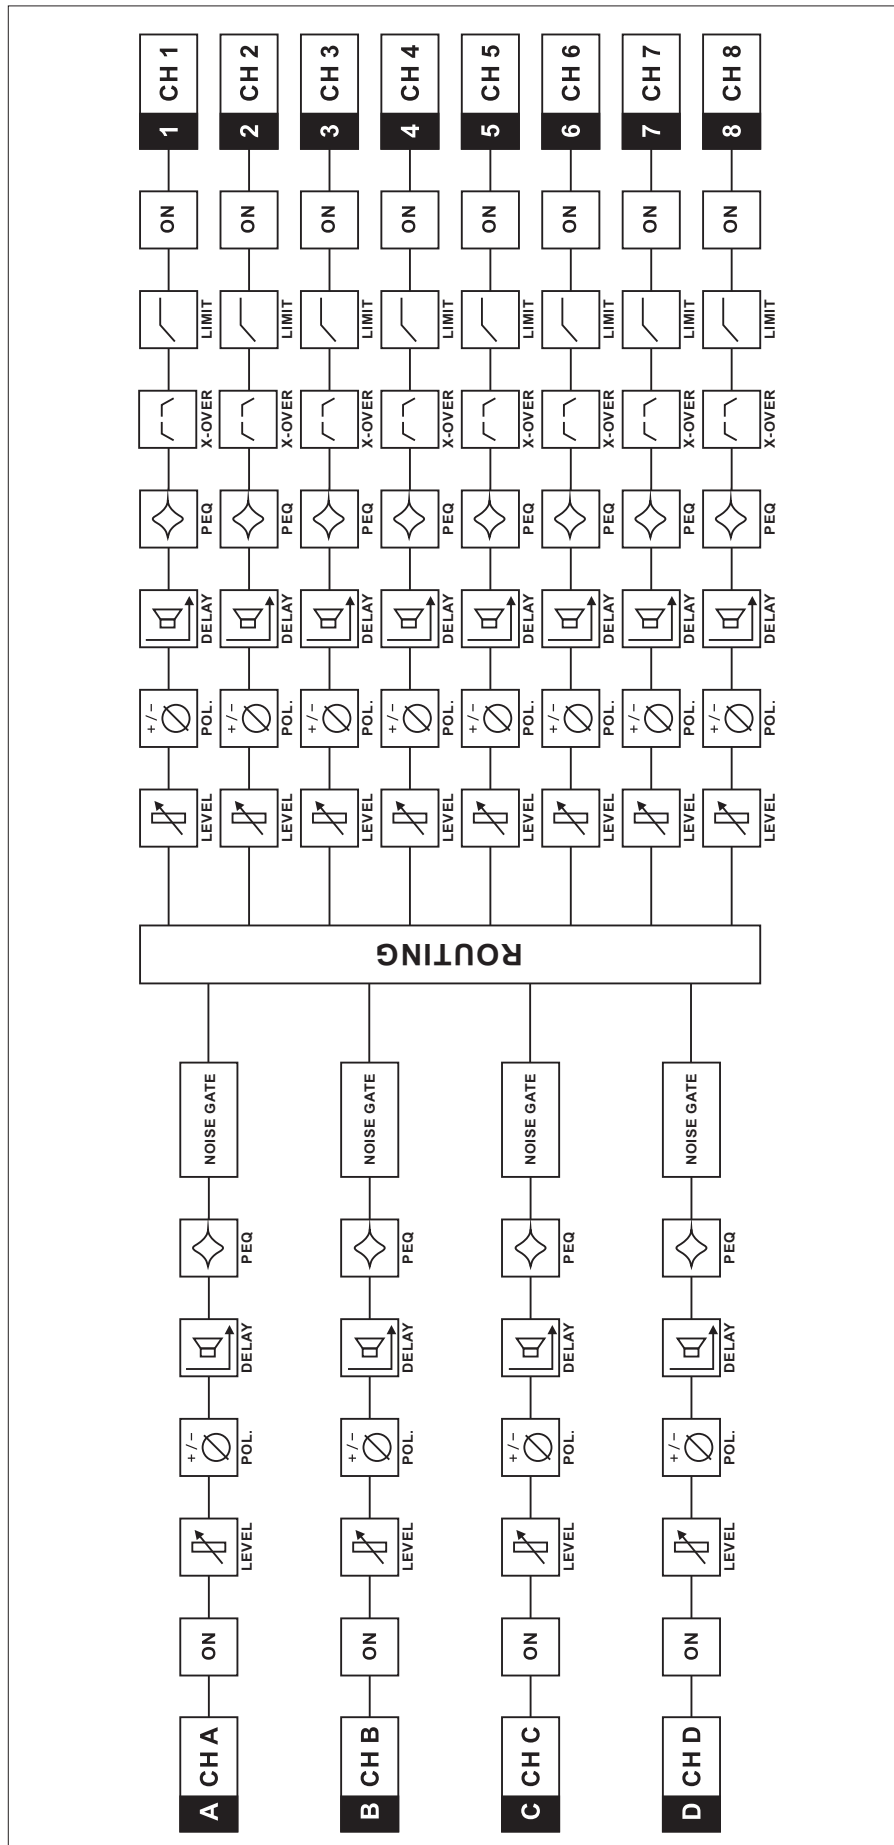 A CH A ON +/− NOISE GATE
LEVEL POL. DELAY PEQ
B CH B ON +/− NOISE GATE
LEVEL POL. DELAY PEQ
C CH C ON +/− NOISE GATE
LEVEL POL. DELAY PEQ
D CH D ON +/− NOISE GATE
LEVEL POL. DELAY PEQ
ROUTING
+/− ON 1 CH 1
LEVEL POL. DELAY PEQ X-OVER LIMIT
+/− ON 2 CH 2
LEVEL POL. DELAY PEQ X-OVER LIMIT
+/− ON 3 CH 3
LEVEL POL. DELAY PEQ X-OVER LIMIT
+/− ON 4 CH 4
LEVEL POL. DELAY PEQ X-OVER LIMIT
+/− ON 5 CH 5
LEVEL POL. DELAY PEQ X-OVER LIMIT
+/− ON 6 CH 6
LEVEL POL. DELAY PEQ X-OVER LIMIT
+/− ON 7 CH 7
LEVEL POL. DELAY PEQ X-OVER LIMIT
+/− ON 8 CH 8
LEVEL POL. DELAY PEQ X-OVER LIMIT